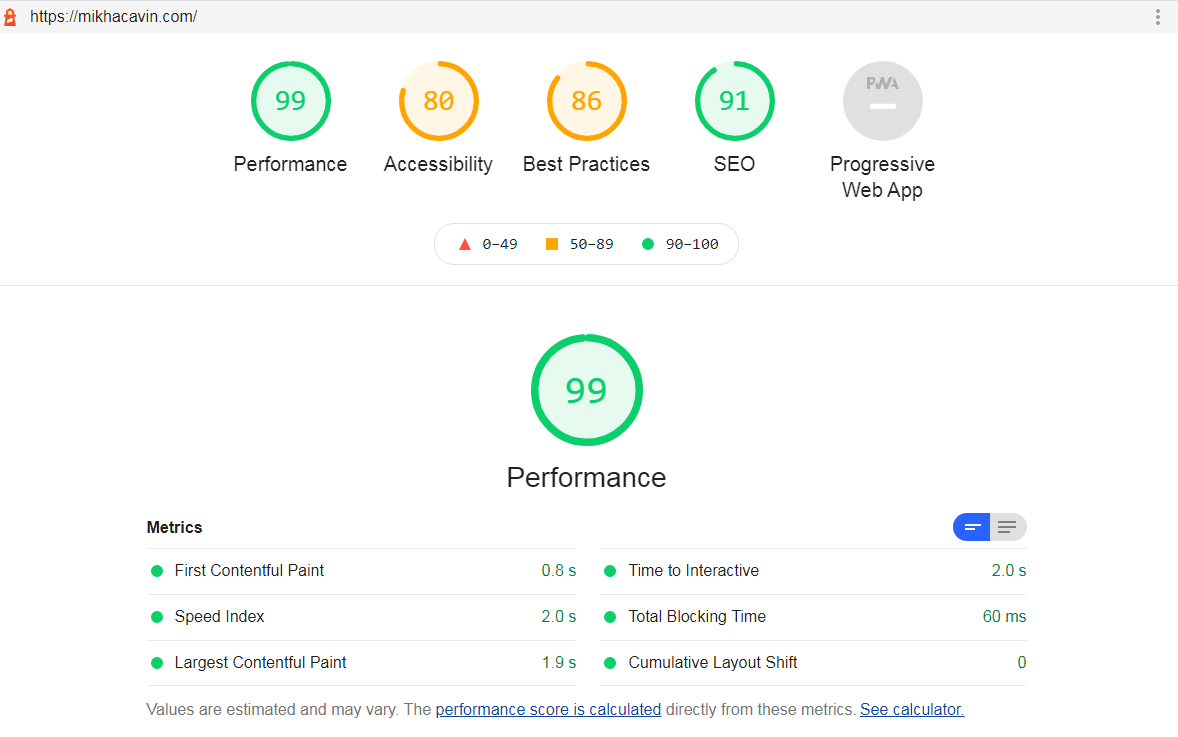 https://mikhacavin.com/
99 80 86 91 PWA
Performance Accessibility Best Practices SEO Progressive
Web App
0–49 50–89 90–100
99
Performance
Metrics
First Contentful Paint 0.8 s Time to Interactive 2.0 s
Speed Index 2.0 s Total Blocking Time 60 ms
Largest Contentful Paint 1.9 s Cumulative Layout Shift 0
Values are estimated and may vary. The performance score is calculated directly from these metrics. See calculator.